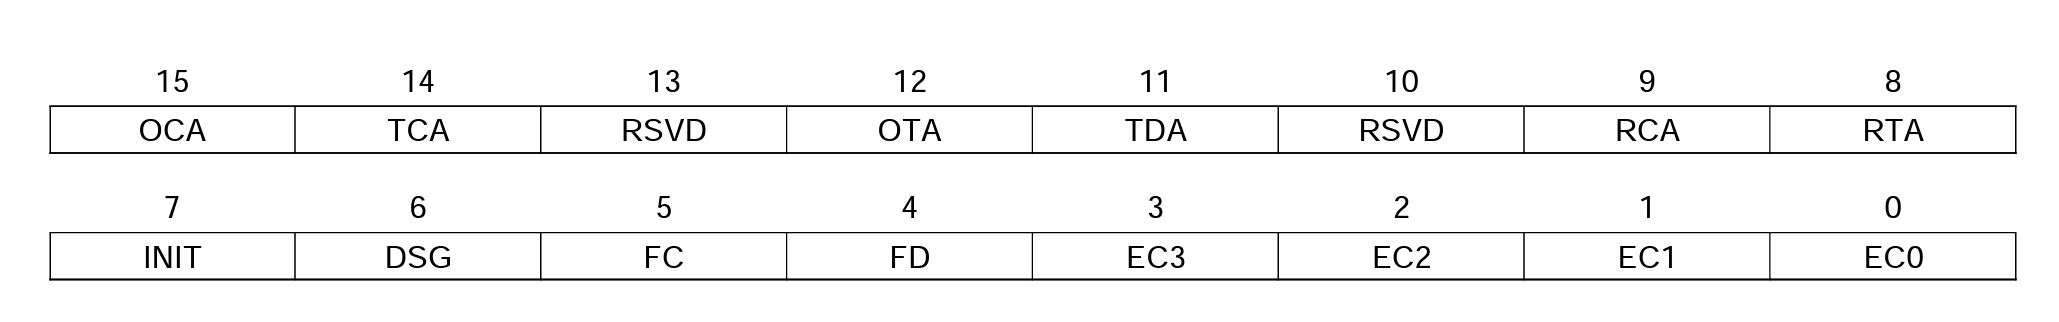 15 14 13 12 11 10 9 8
OCA TCA RSVD OTA TDA RSVD RCA RTA
7 6 5 4 3 2 1 0
INIT DSG FC FD EC3 EC2 EC1 EC0